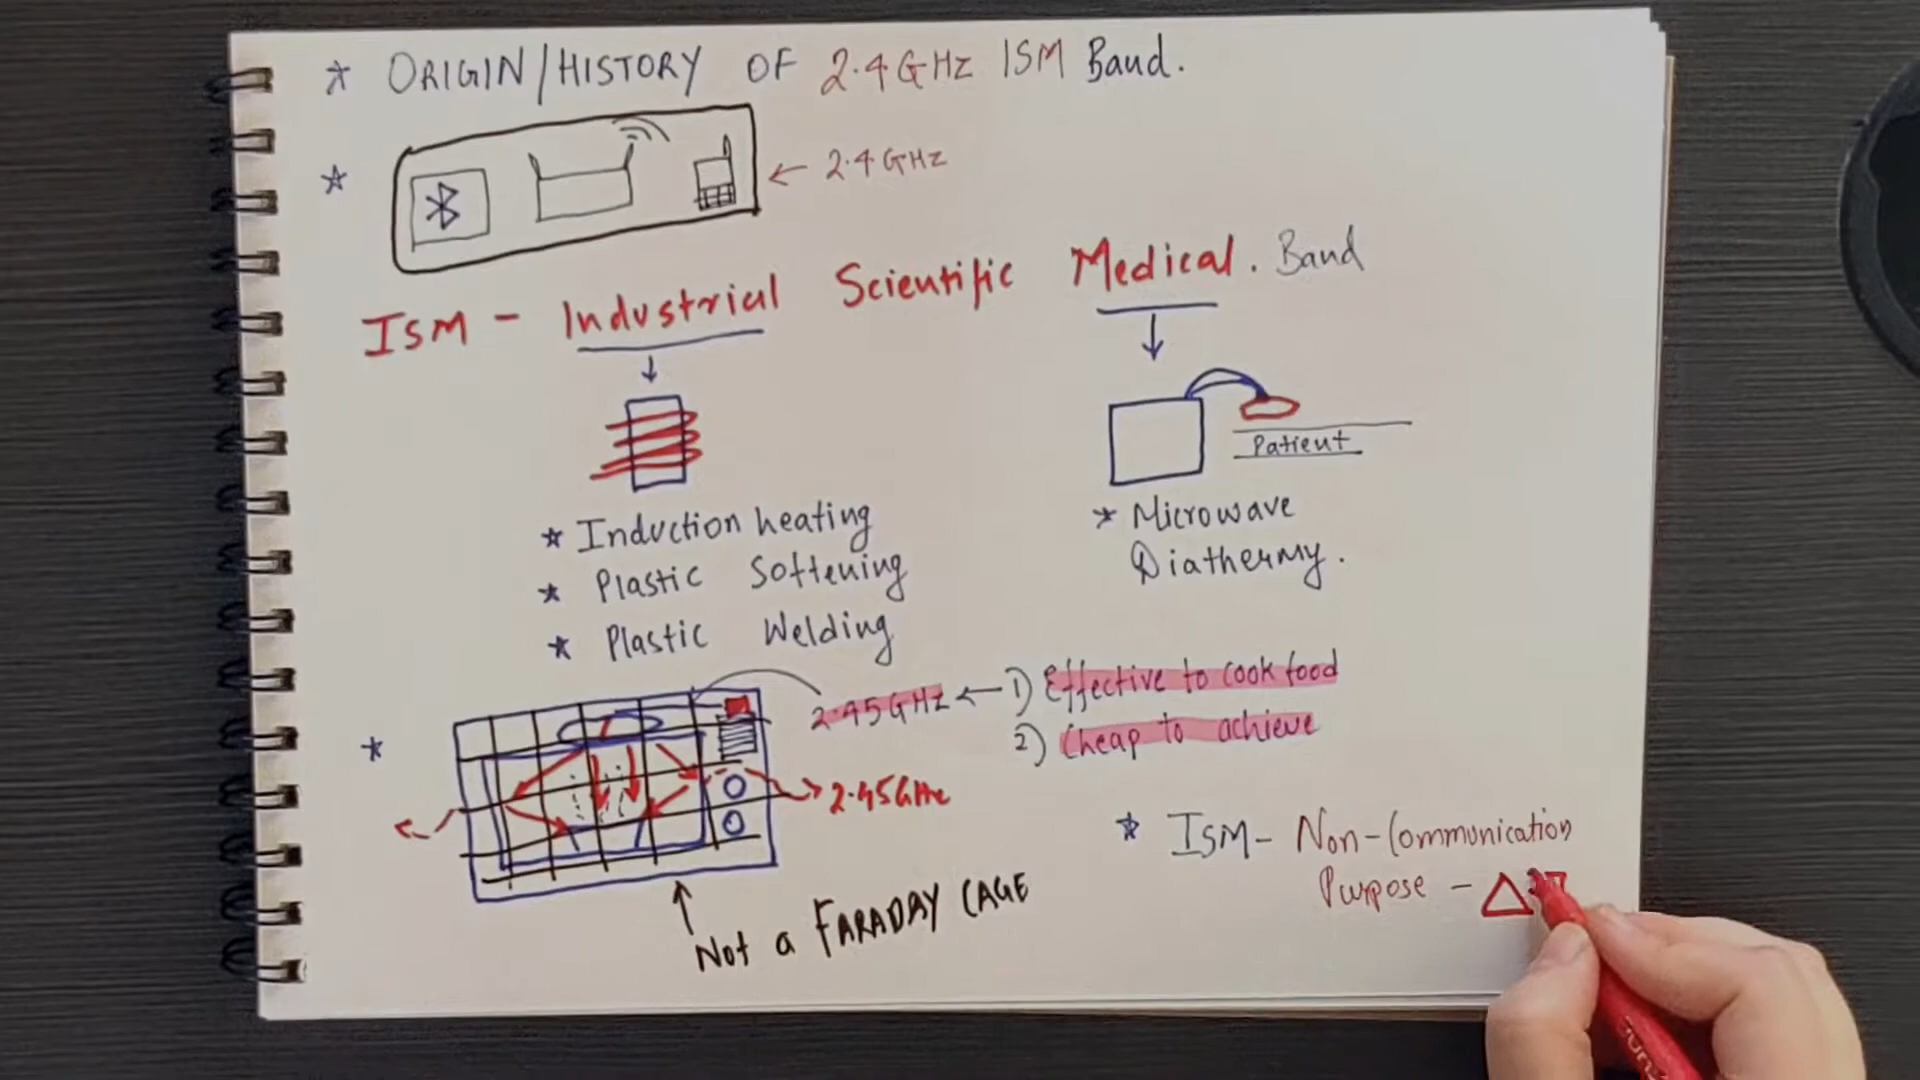 * ORIGIN/HISTORY OF 2.4GHz ISM Band.
← 2.4GHz
ISM - Industrial Scientific Medical. Band
Patient
* Induction heating
* Plastic Softening
* Plastic Welding
* Microwave
Diathermy.
2.45GHz ← 1) Effective to cook food
2) Cheap to achieve
2.45GHz
Not a FARADAY CAGE
* ISM - Non-Communication
Purpose -